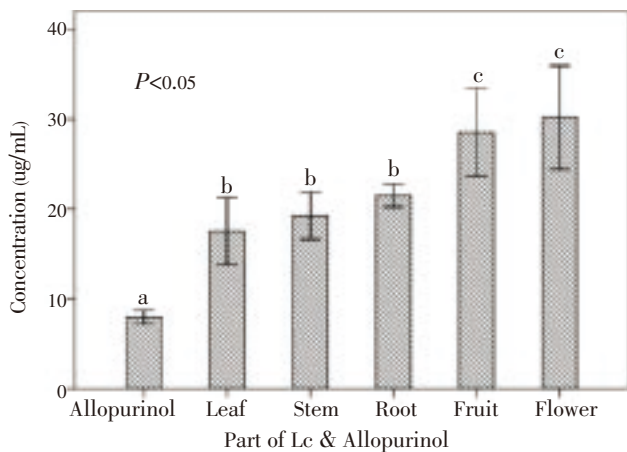 40
30
20
10
0
Concentration (ug/mL)
P<0.05
a
b
b
b
c
c
Allopurinol Leaf Stem Root Fruit Flower
Part of Lc & Allopurinol